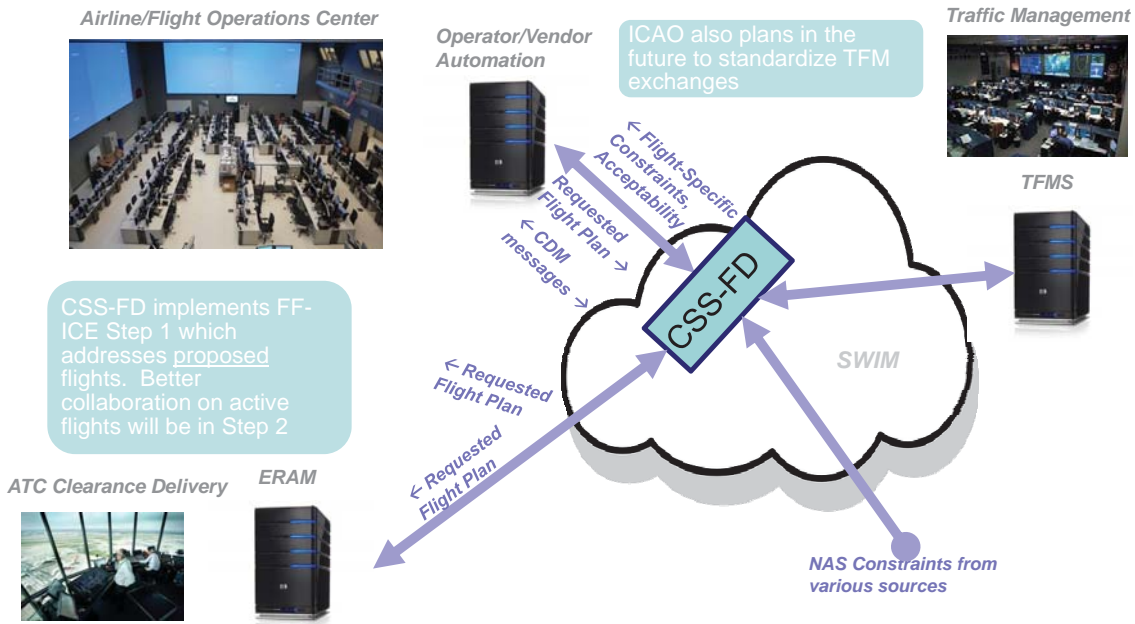 Airline/Flight Operations Center
Operator/Vendor
Automation
ICAO also plans in the
future to standardize TFM
exchanges
Traffic Management
← Flight-Specific
Constraints,
Acceptability
Requested
Flight Plan →
← CDM
messages →
TFMS
CSS-FD
SWIM
CSS-FD implements FF-
ICE Step 1 which
addresses proposed
flights.  Better
collaboration on active
flights will be in Step 2
← Requested
Flight Plan
← Requested
Flight Plan
ATC Clearance Delivery
ERAM
NAS Constraints from
various sources